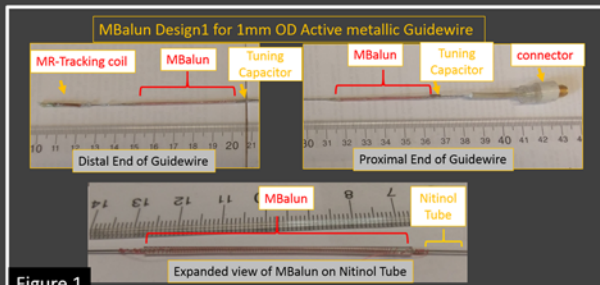 MBalun Design1 for 1mm OD Active metallic Guidewire
MR-Tracking coil
MBalun
Tuning
Capacitor
10 11 12 13 14 15 16 17 18 19 20 21
Distal End of Guidewire
MBalun
Tuning
Capacitor
connector
30 31 32 33 34 35 36 37 38 39 40 41 42 43
Proximal End of Guidewire
MBalun
Nitinol
Tube
14 13 12 11 8 7
Expanded view of MBalun on Nitinol Tube
Figure 1